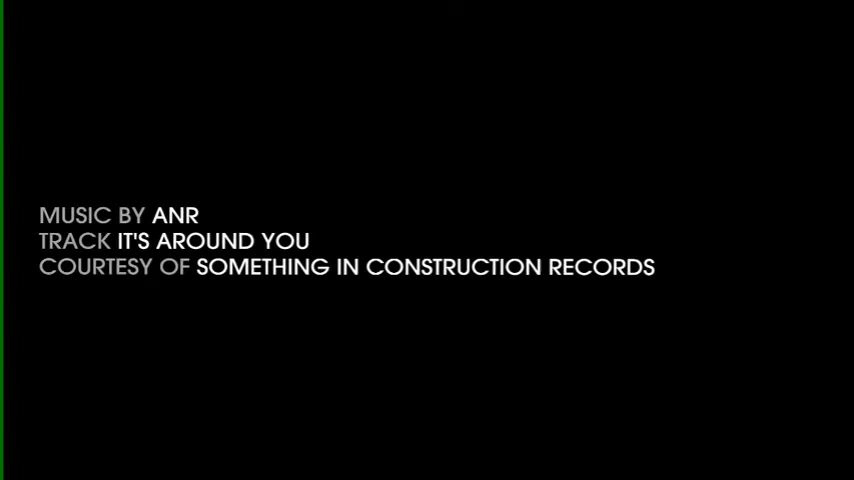 MUSIC BY ANR
TRACK IT'S AROUND YOU
COURTESY OF SOMETHING IN CONSTRUCTION RECORDS